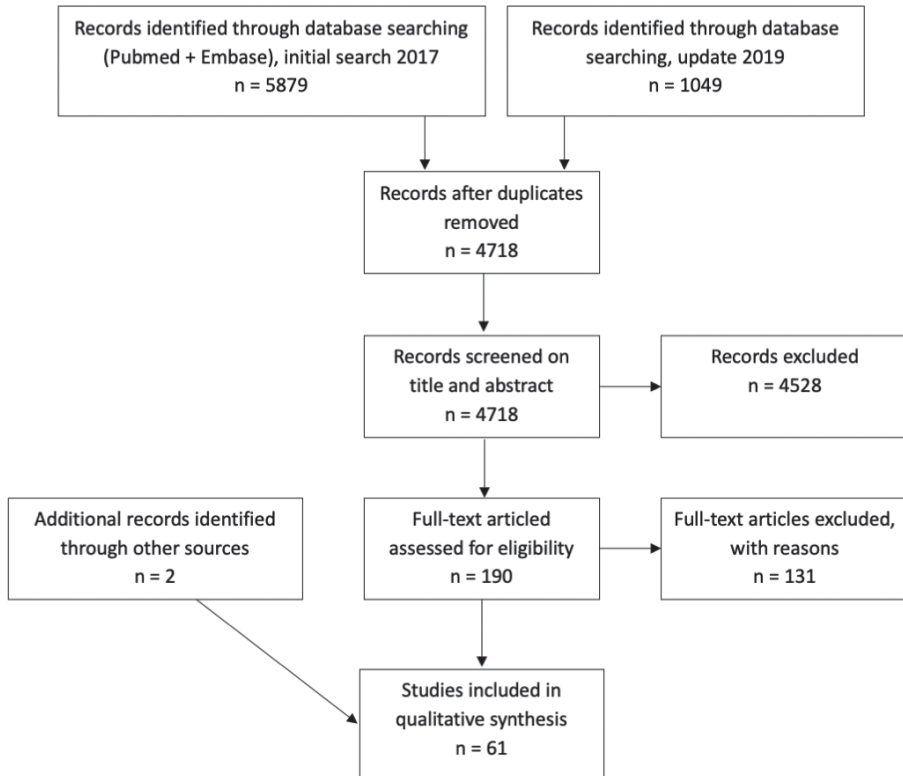 Records identified through database searching
(Pubmed + Embase), initial search 2017
n = 5879
Records identified through database
searching, update 2019
n = 1049
Records after duplicates
removed
n = 4718
Records screened on
title and abstract
n = 4718
Records excluded
n = 4528
Additional records identified
through other sources
n = 2
Full-text articled
assessed for eligibility
n = 190
Full-text articles excluded,
with reasons
n = 131
Studies included in
qualitative synthesis
n = 61